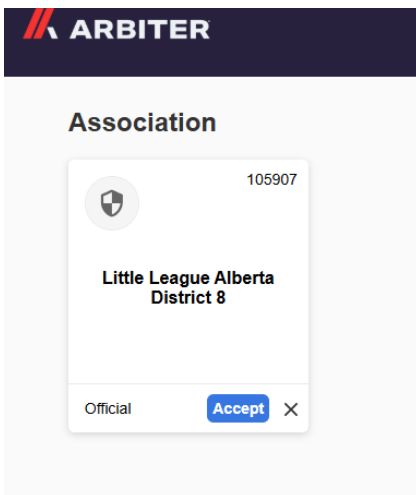 ARBITER
Association
105907
Little League Alberta
District 8
Official
Accept